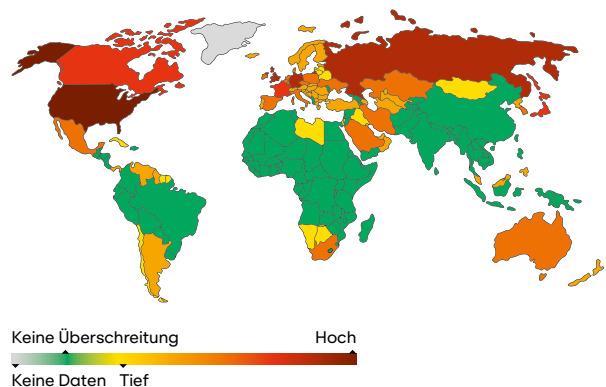 Keine Überschreitung
Hoch
Keine Daten
Tief